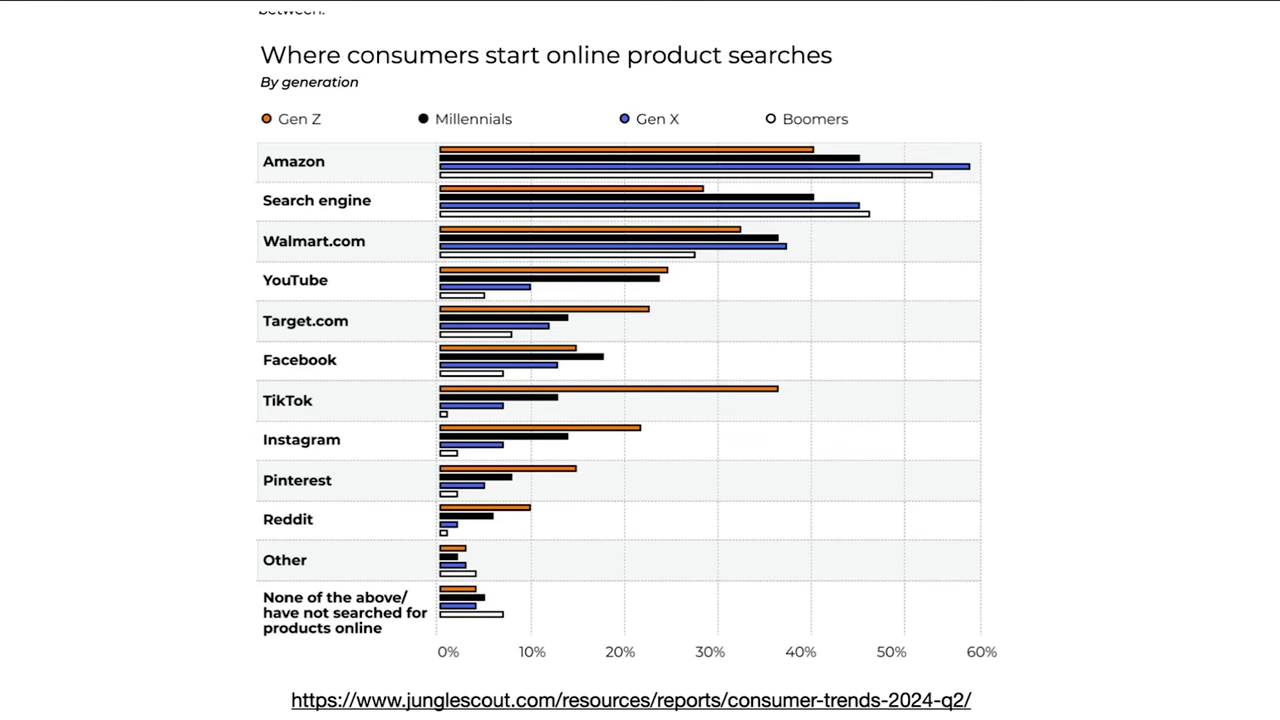 between.
Where consumers start online product searches
By generation
Gen Z Millennials Gen X Boomers
Amazon
Search engine
Walmart.com
YouTube
Target.com
Facebook
TikTok
Instagram
Pinterest
Reddit
Other
None of the above/
have not searched for
products online
0% 10% 20% 30% 40% 50% 60%
https://www.junglescout.com/resources/reports/consumer-trends-2024-q2/